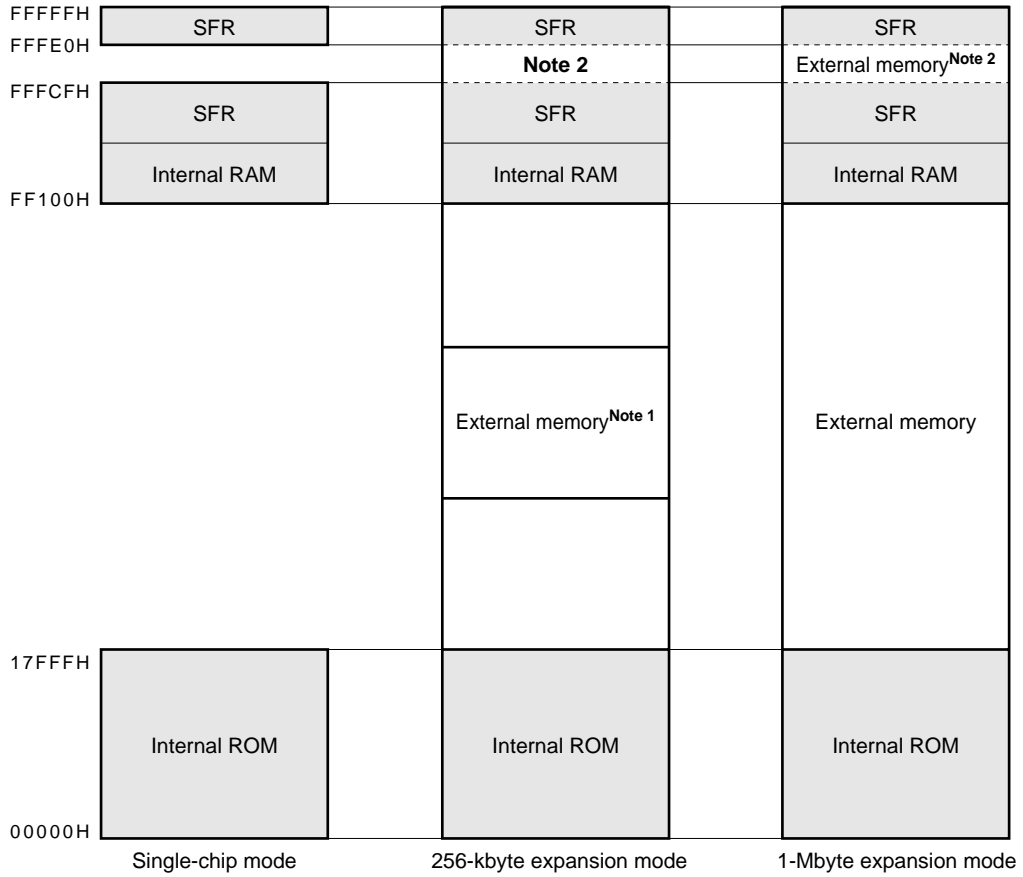 FFFFFH
SFR SFR SFR
FFFE0H
Note 2 External memoryNote 2
FFFCFH
SFR SFR SFR
Internal RAM Internal RAM Internal RAM
FF100H
External memoryNote 1 External memory
17FFFH
Internal ROM Internal ROM Internal ROM
00000H
Single-chip mode 256-kbyte expansion mode 1-Mbyte expansion mode